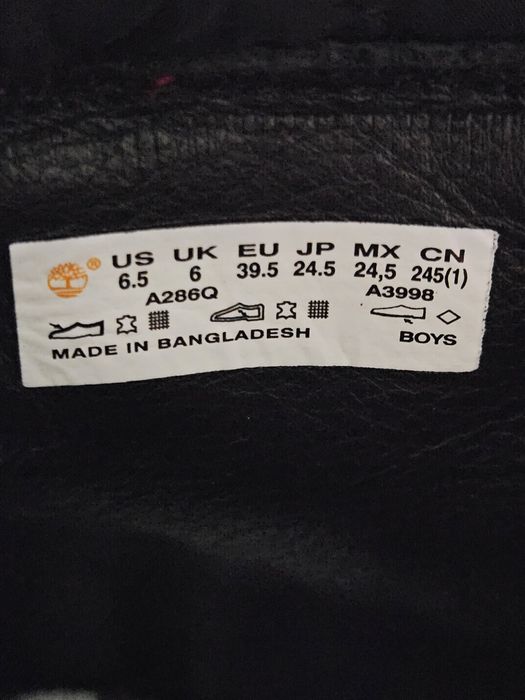 ® US UK EU JP MX CN
6.5 6 39.5 24.5 24,5 245(1)
A286Q A3998
MADE IN BANGLADESH BOYS